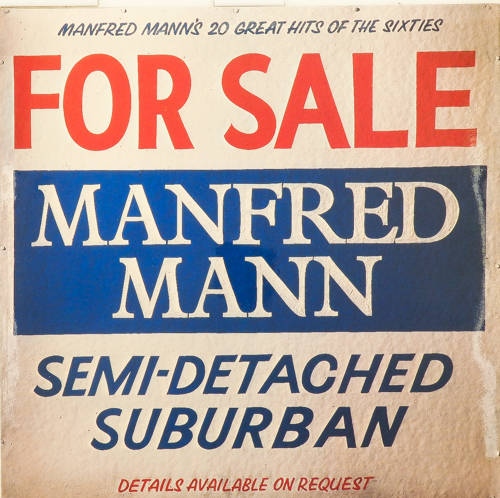 MANFRED MANN'S 20 GREAT HITS OF THE SIXTIES
FOR SALE
MANFRED
MANN
SEMI-DETACHED
SUBURBAN
DETAILS AVAILABLE ON REQUEST